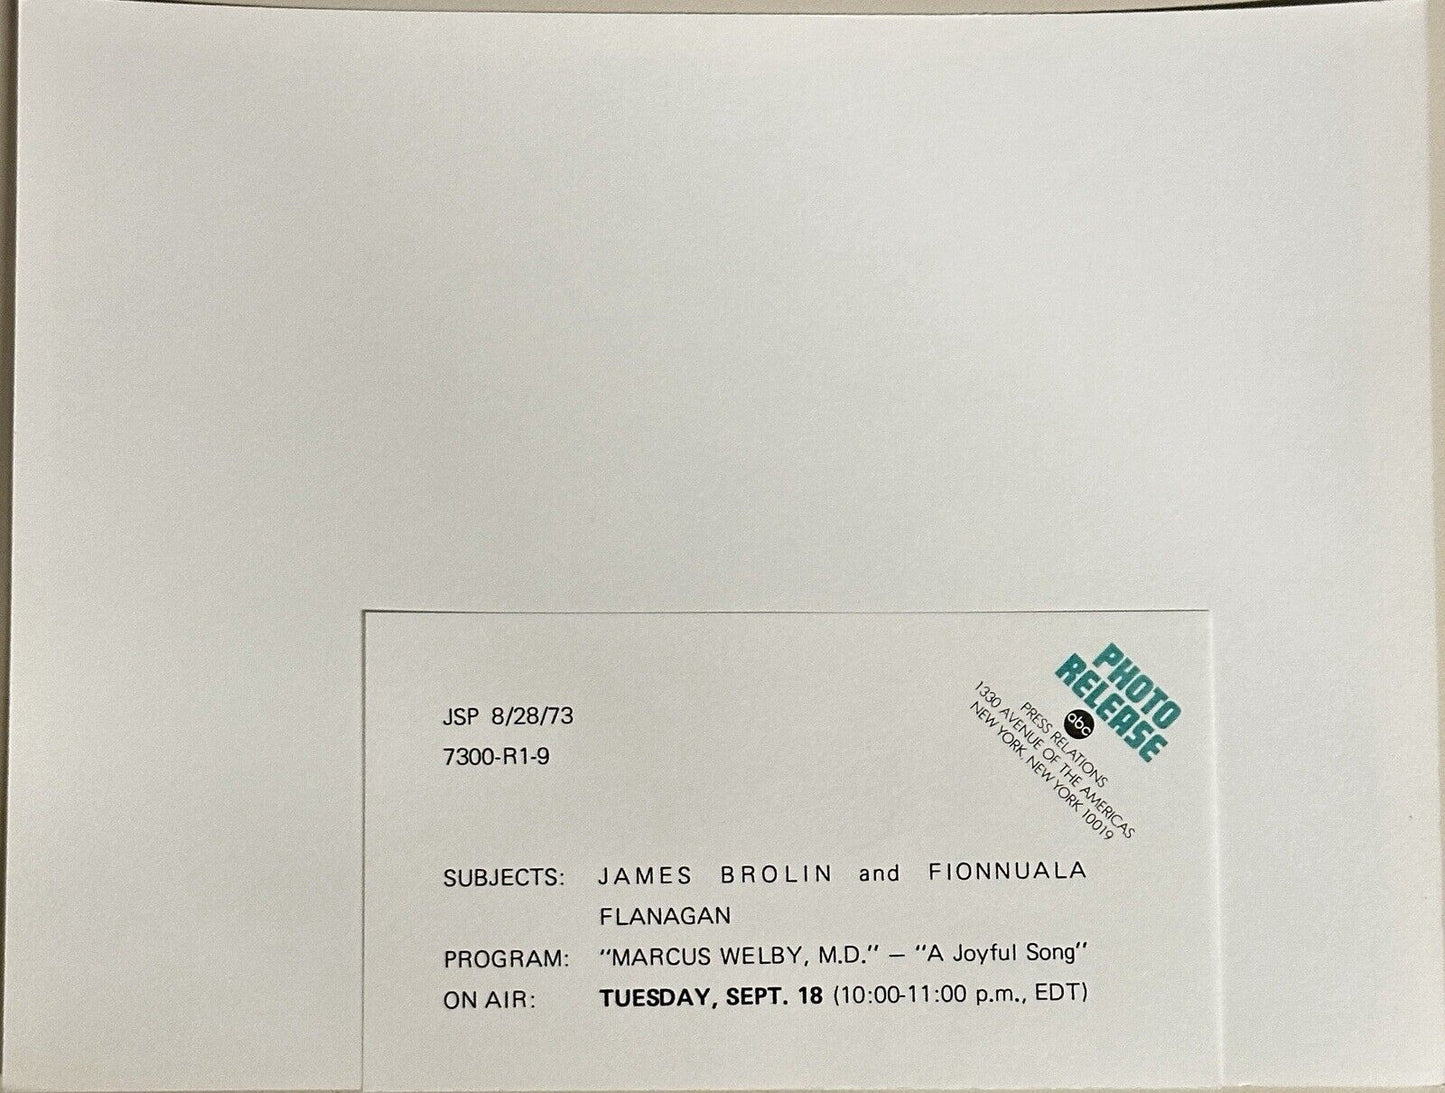 PHOTO
RELEASE
abc
PRESS RELATIONS
1330 AVENUE OF THE AMERICAS
NEW YORK, NEW YORK 10019
JSP 8/28/73
7300-R1-9
SUBJECTS: JAMES BROLIN and FIONNUALA
FLANAGAN
PROGRAM: "MARCUS WELBY, M.D." — "A Joyful Song"
ON AIR: TUESDAY, SEPT. 18 (10:00-11:00 p.m., EDT)